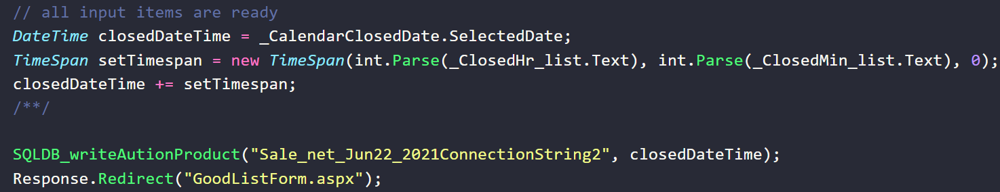 // all input items are ready
DateTime closedDateTime = _CalendarClosedDate.SelectedDate;
TimeSpan setTimespan = new TimeSpan(int.Parse(_ClosedHr_list.Text), int.Parse(_ClosedMin_list.Text), 0);
closedDateTime += setTimespan;
/**/
SQLDB_writeAutionProduct("Sale_net_Jun22_2021ConnectionString2", closedDateTime);
Response.Redirect("GoodListForm.aspx");